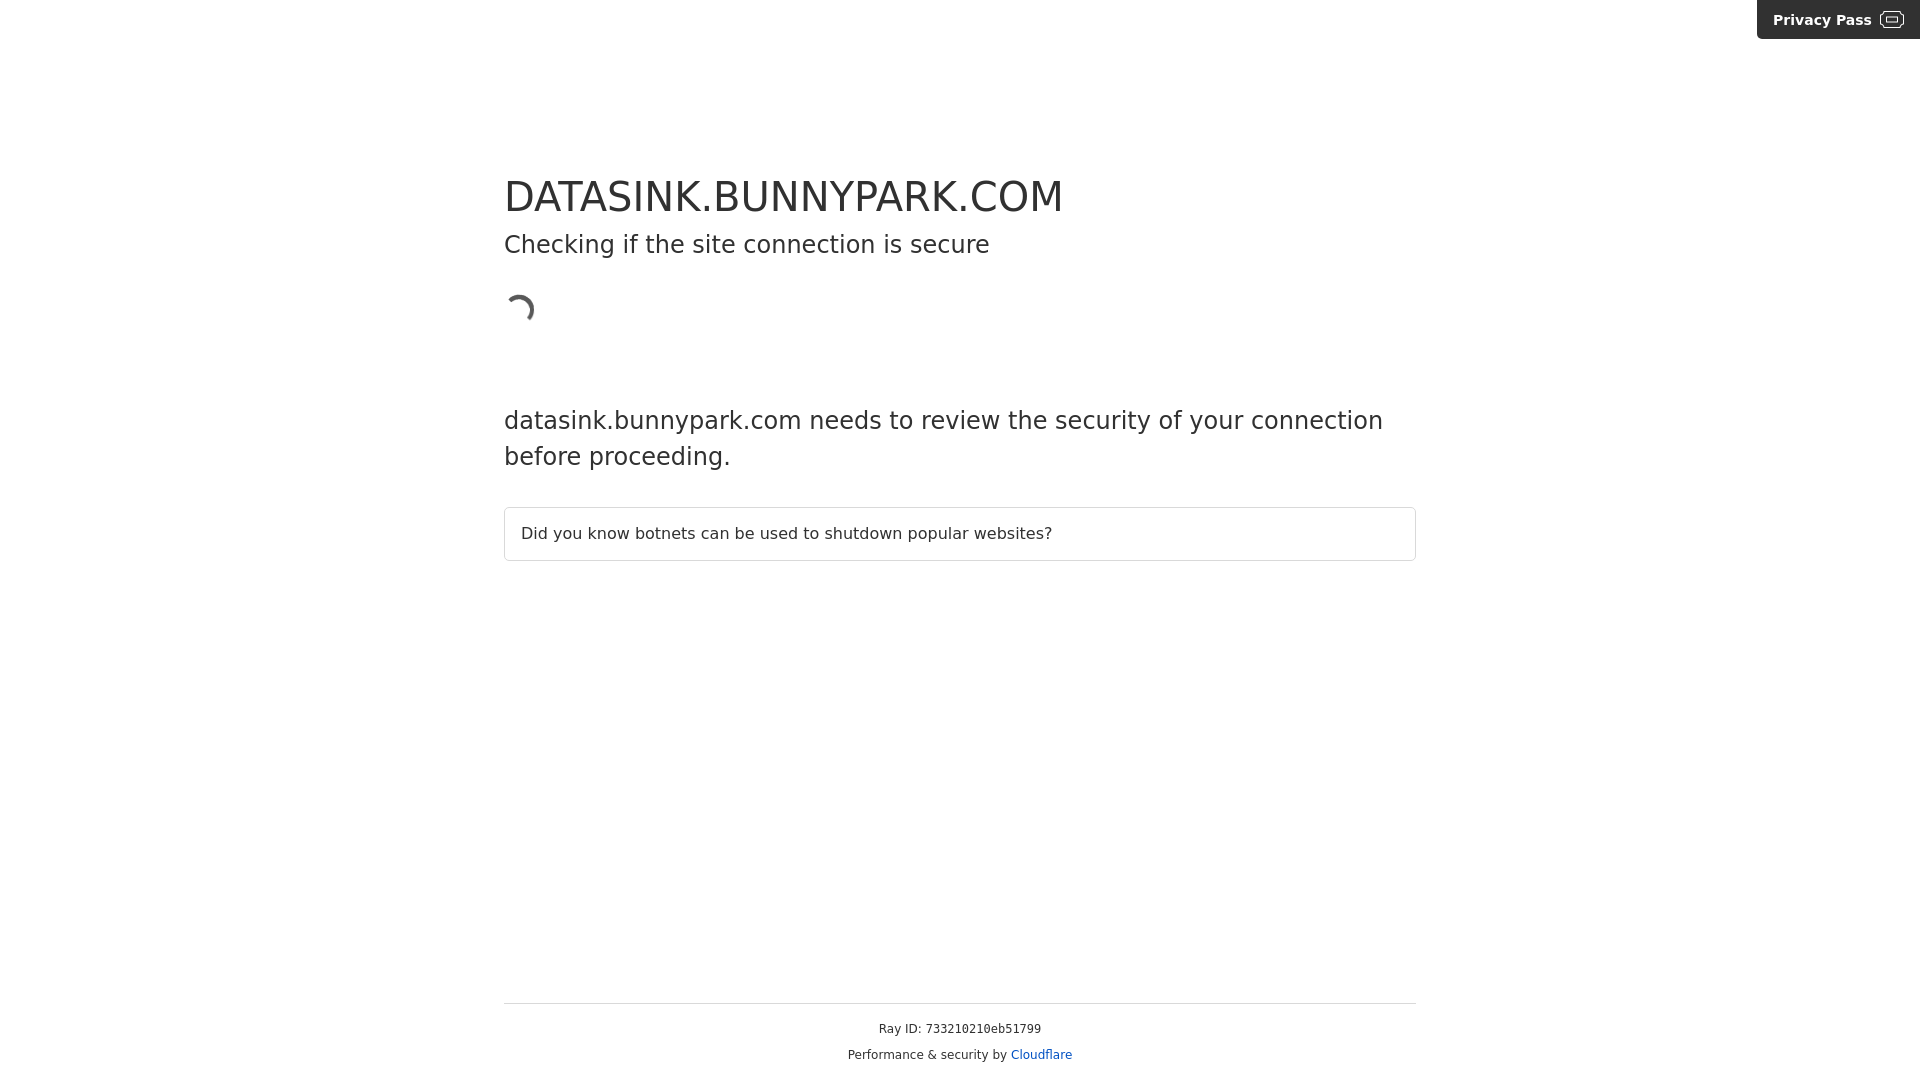 Privacy Pass
DATASINK.BUNNYPARK.COM
Checking if the site connection is secure
datasink.bunnypark.com needs to review the security of your connection
before proceeding.
Did you know botnets can be used to shutdown popular websites?
Ray ID: 733210210eb51799
Performance & security by Cloudflare